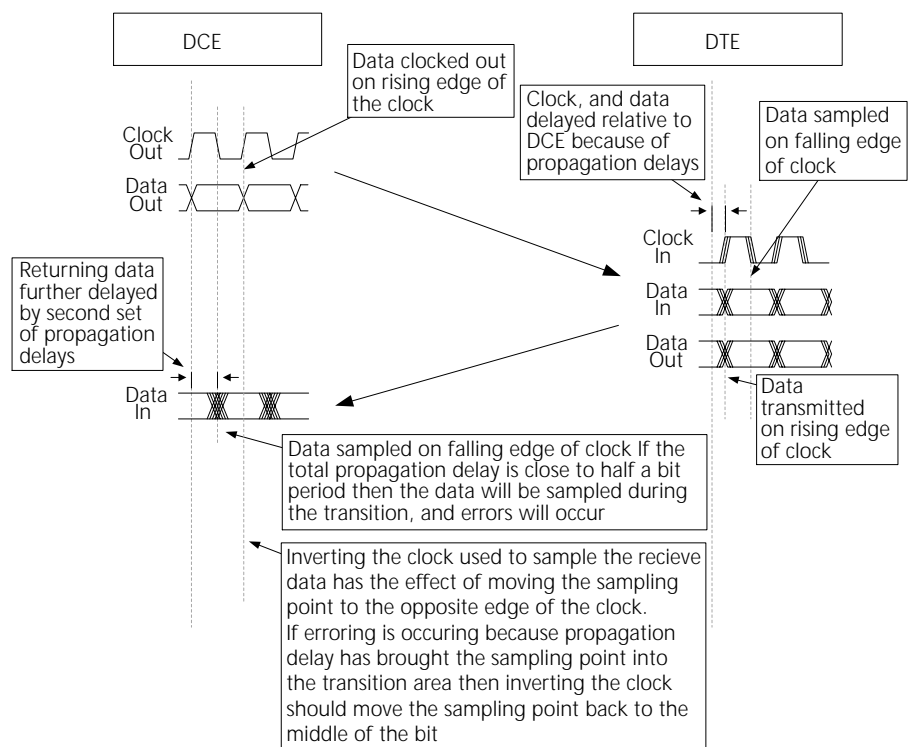 DCE
DTE
Data clocked out
on rising edge of
the clock
Clock, and data
delayed relative to
DCE because of
propagation delays
Data sampled
on falling edge
of clock
Clock
Out
Data
Out
Clock
In
Data
In
Data
Out
Returning data
further delayed
by second set
of propagation
delays
Data
In
Data
transmitted
on rising edge
of clock
Data sampled on falling edge of clock If the
total propagation delay is close to half a bit
period then the data will be sampled during
the transition, and errors will occur
Inverting the clock used to sample the recieve
data has the effect of moving the sampling
point to the opposite edge of the clock.
If erroring is occuring because propagation
delay has brought the sampling point into
the transition area then inverting the clock
should move the sampling point back to the
middle of the bit